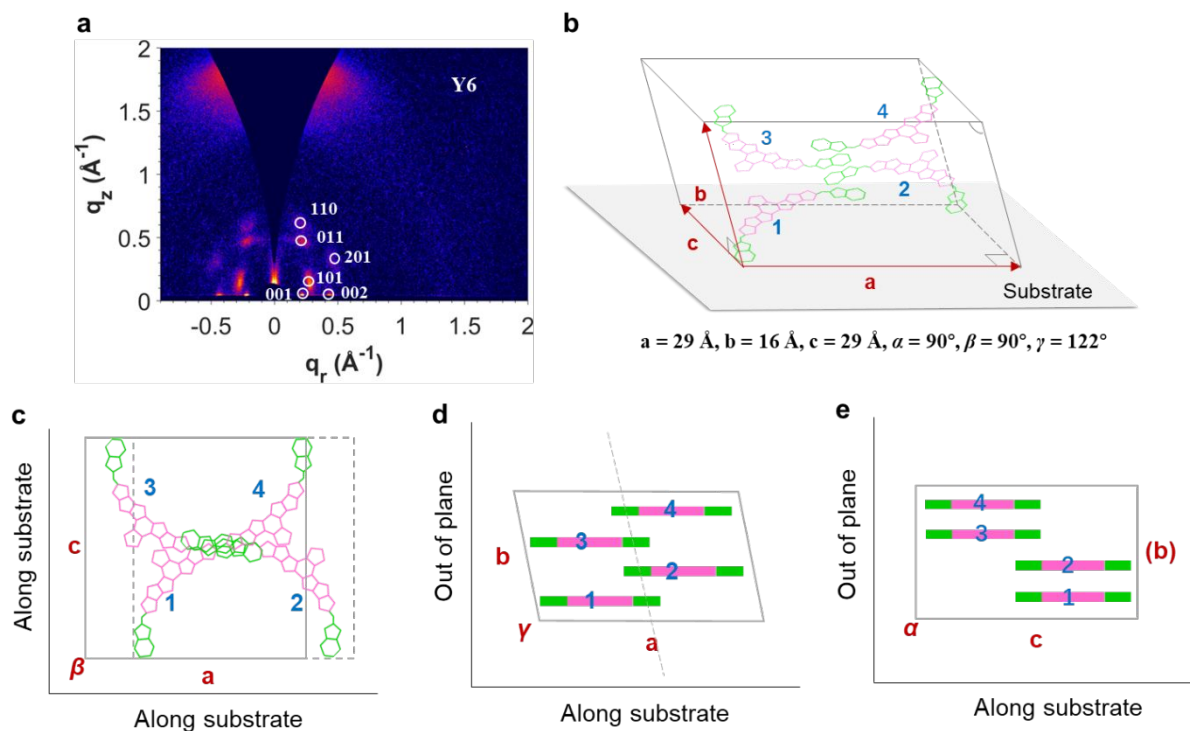 a
Y6
110
011
201
101
001
002
2
1.5
1
0.5
0
-0.5
0
0.5
1
1.5
2
q_z (Å⁻¹)
q_r (Å⁻¹)
b
4
3
2
1
b
c
a
Substrate
a = 29 Å, b = 16 Å, c = 29 Å, α = 90°, β = 90°, γ = 122°
c
Along substrate
3
4
c
1
2
β
a
Along substrate
d
Out of plane
4
3
b
2
1
γ
a
Along substrate
e
Out of plane
4
3
(b)
2
1
α
c
Along substrate